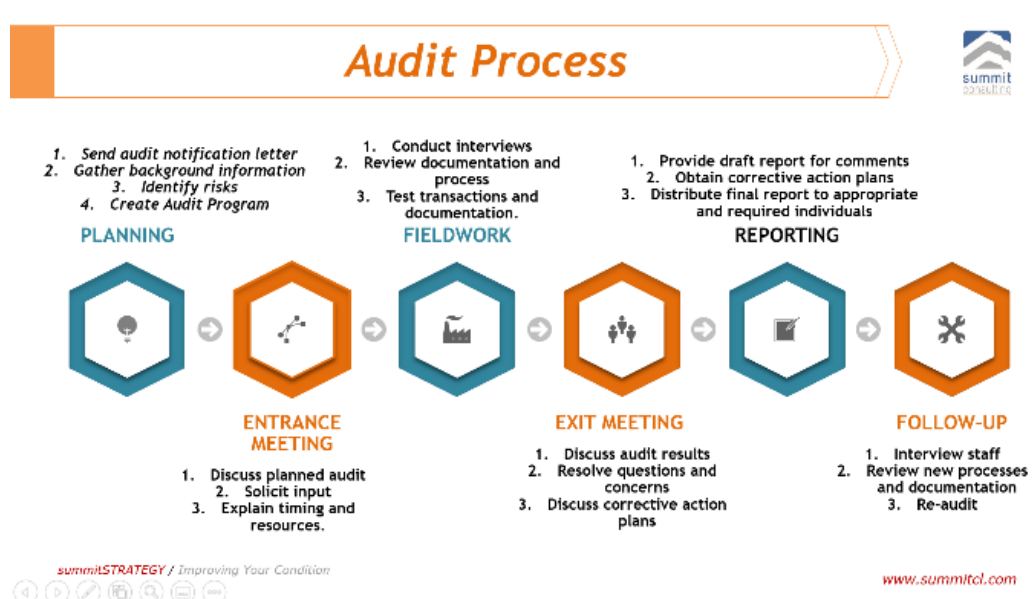 Audit Process
summit
consulting
1. Send audit notification letter
2. Gather background information
3. Identify risks
4. Create Audit Program
PLANNING
1. Conduct interviews
2. Review documentation and
process
3. Test transactions and
documentation.
FIELDWORK
1. Provide draft report for comments
2. Obtain corrective action plans
3. Distribute final report to appropriate
and required individuals
REPORTING
ENTRANCE
MEETING
1. Discuss planned audit
2. Solicit input
3. Explain timing and
resources.
EXIT MEETING
1. Discuss audit results
2. Resolve questions and
concerns
3. Discuss corrective action
plans
FOLLOW-UP
1. Interview staff
2. Review new processes
and documentation
3. Re-audit
summitSTRATEGY / Improving Your Condition
www.summitcl.com